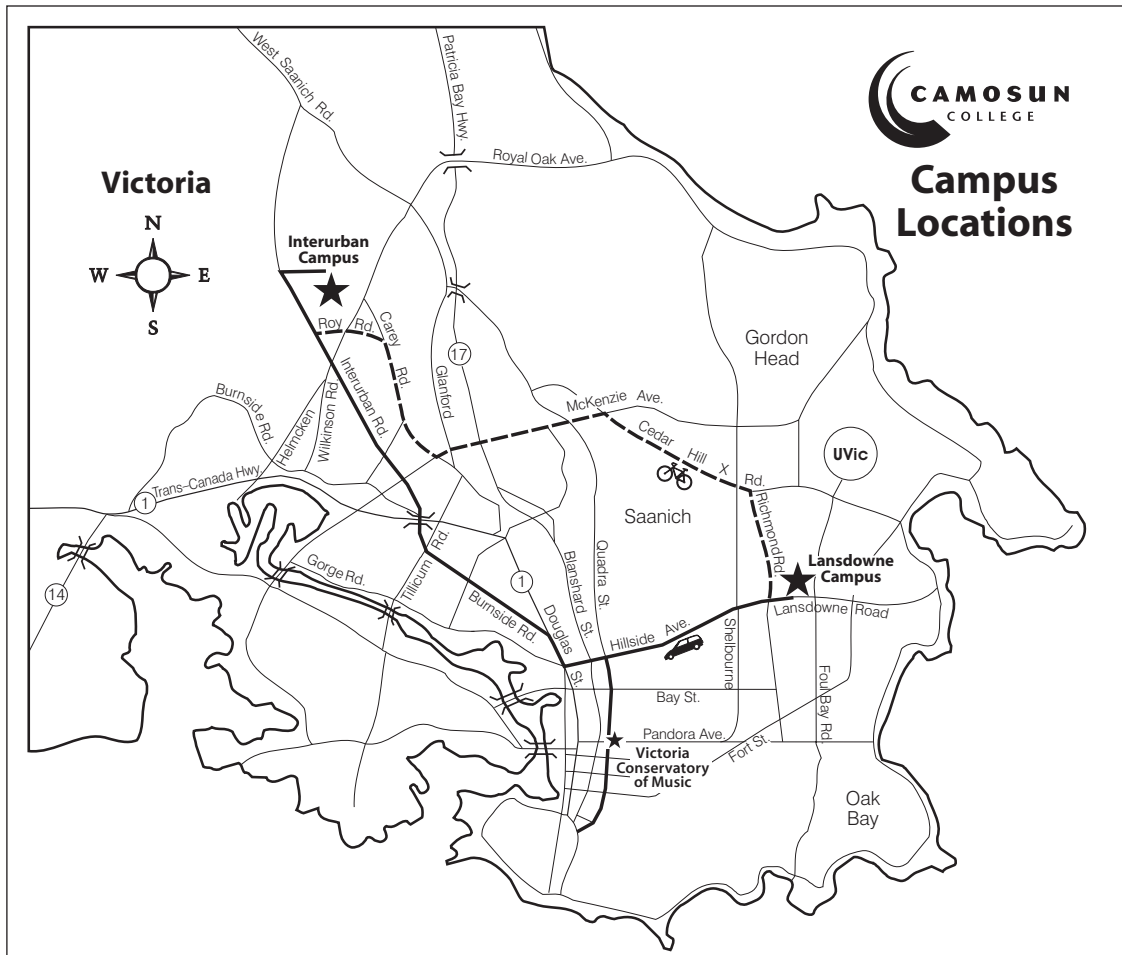 CAMOSUN
COLLEGE
Campus
Locations
Victoria
N
W
E
S
West Saanich Rd.
Patricia Bay Hwy.
Royal Oak Ave.
Interurban
Campus
Roy Rd.
Carey Rd.
Interurban Rd.
Glanford
17
Gordon
Head
McKenzie Ave.
Cedar Hill X Rd.
UVic
Burnside Rd.
Helmcken
Wilkinson Rd.
Trans-Canada Hwy
1
14
Saanich
Richmond Rd.
Lansdowne
Campus
Lansdowne Road
Gorge Rd.
Tillicum Rd.
Burnside Rd.
1
Douglas St.
Blanshard St.
Quadra St.
Hillside Ave.
Shelbourne
Foul Bay Rd.
Bay St.
Pandora Ave.
Fort St.
Victoria
Conservatory
of Music
Oak
Bay